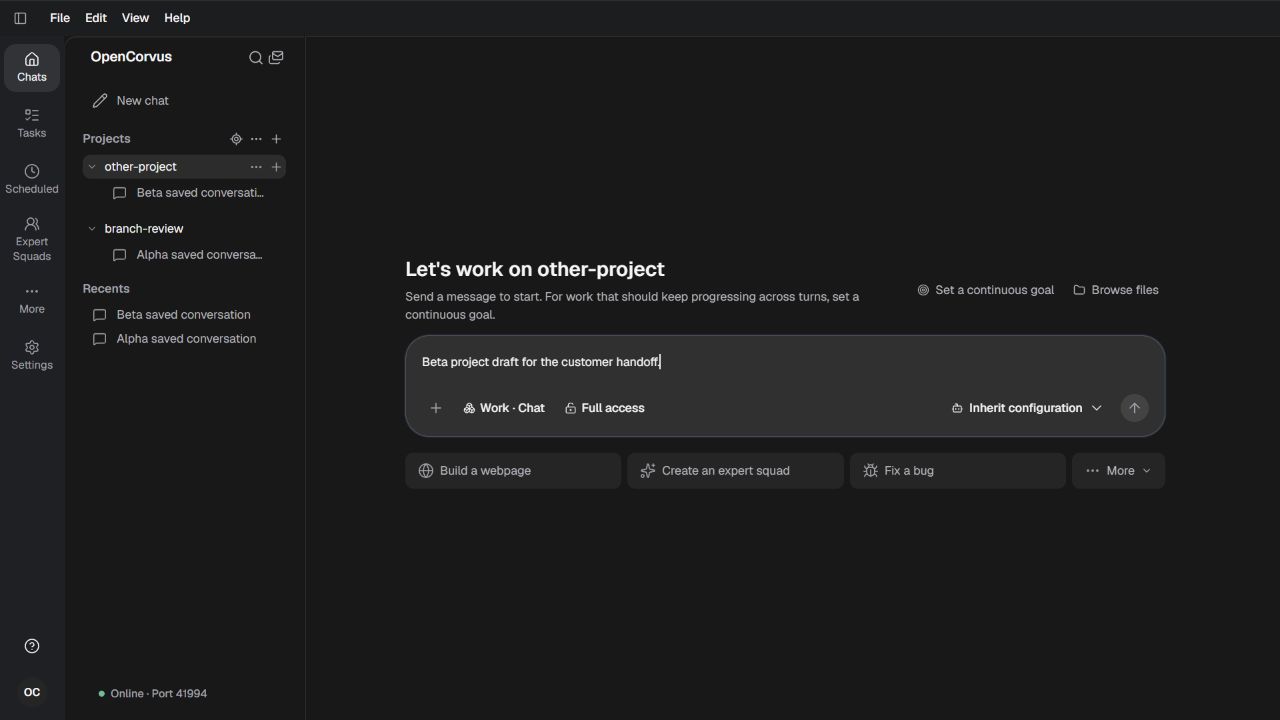 File Edit View Help
OpenCorvus
Chats
New chat
Tasks
Projects
other-project
Scheduled
Beta saved conversati...
Expert
Squads
branch-review
Alpha saved conversa...
More
Recents
Beta saved conversation
Alpha saved conversation
Settings
Let's work on other-project
Send a message to start. For work that should keep progressing across turns, set a
continuous goal.
Set a continuous goal Browse files
Beta project draft for the customer handoff.
Work · Chat Full access Inherit configuration
Build a webpage Create an expert squad Fix a bug More
OC
Online · Port 41994